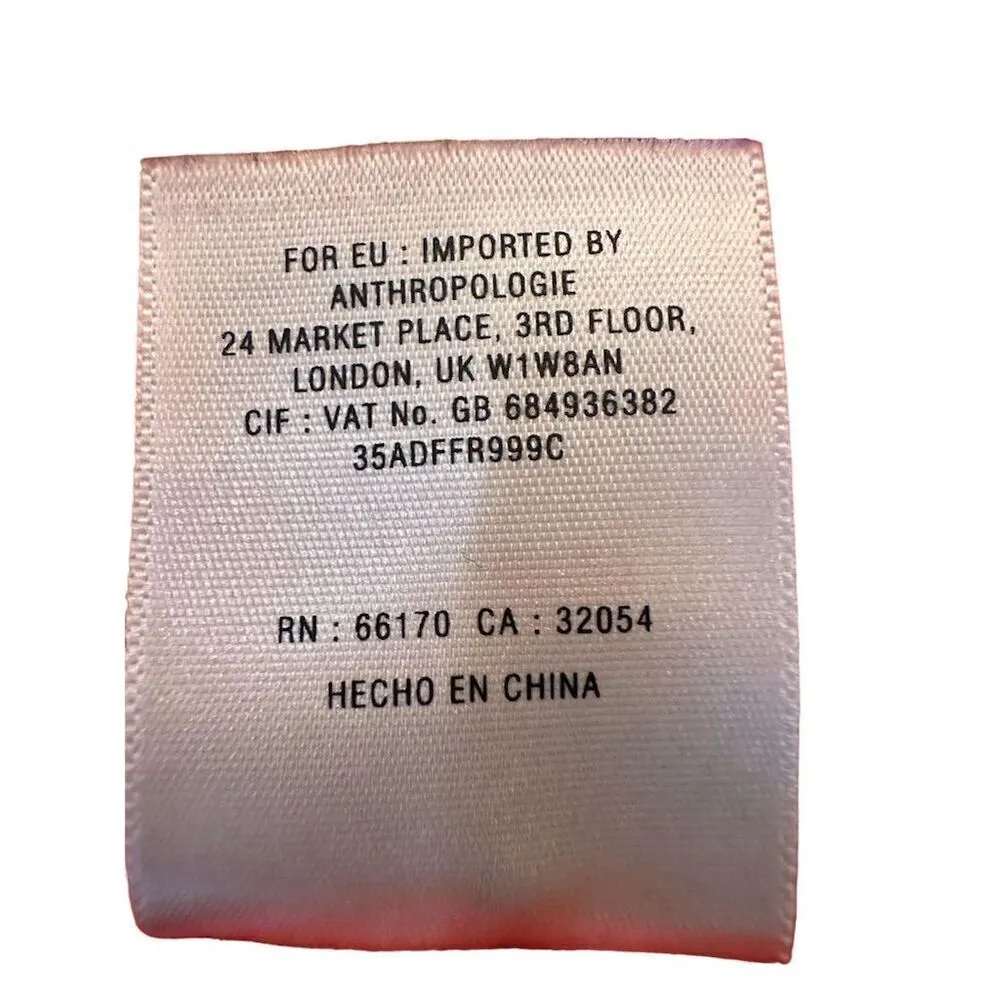 FOR EU : IMPORTED BY
ANTHROPOLOGIE
24 MARKET PLACE, 3RD FLOOR,
LONDON, UK W1W8AN
CIF : VAT No. GB 684936382
35ADFFR999C
RN : 66170 CA : 32054
HECHO EN CHINA